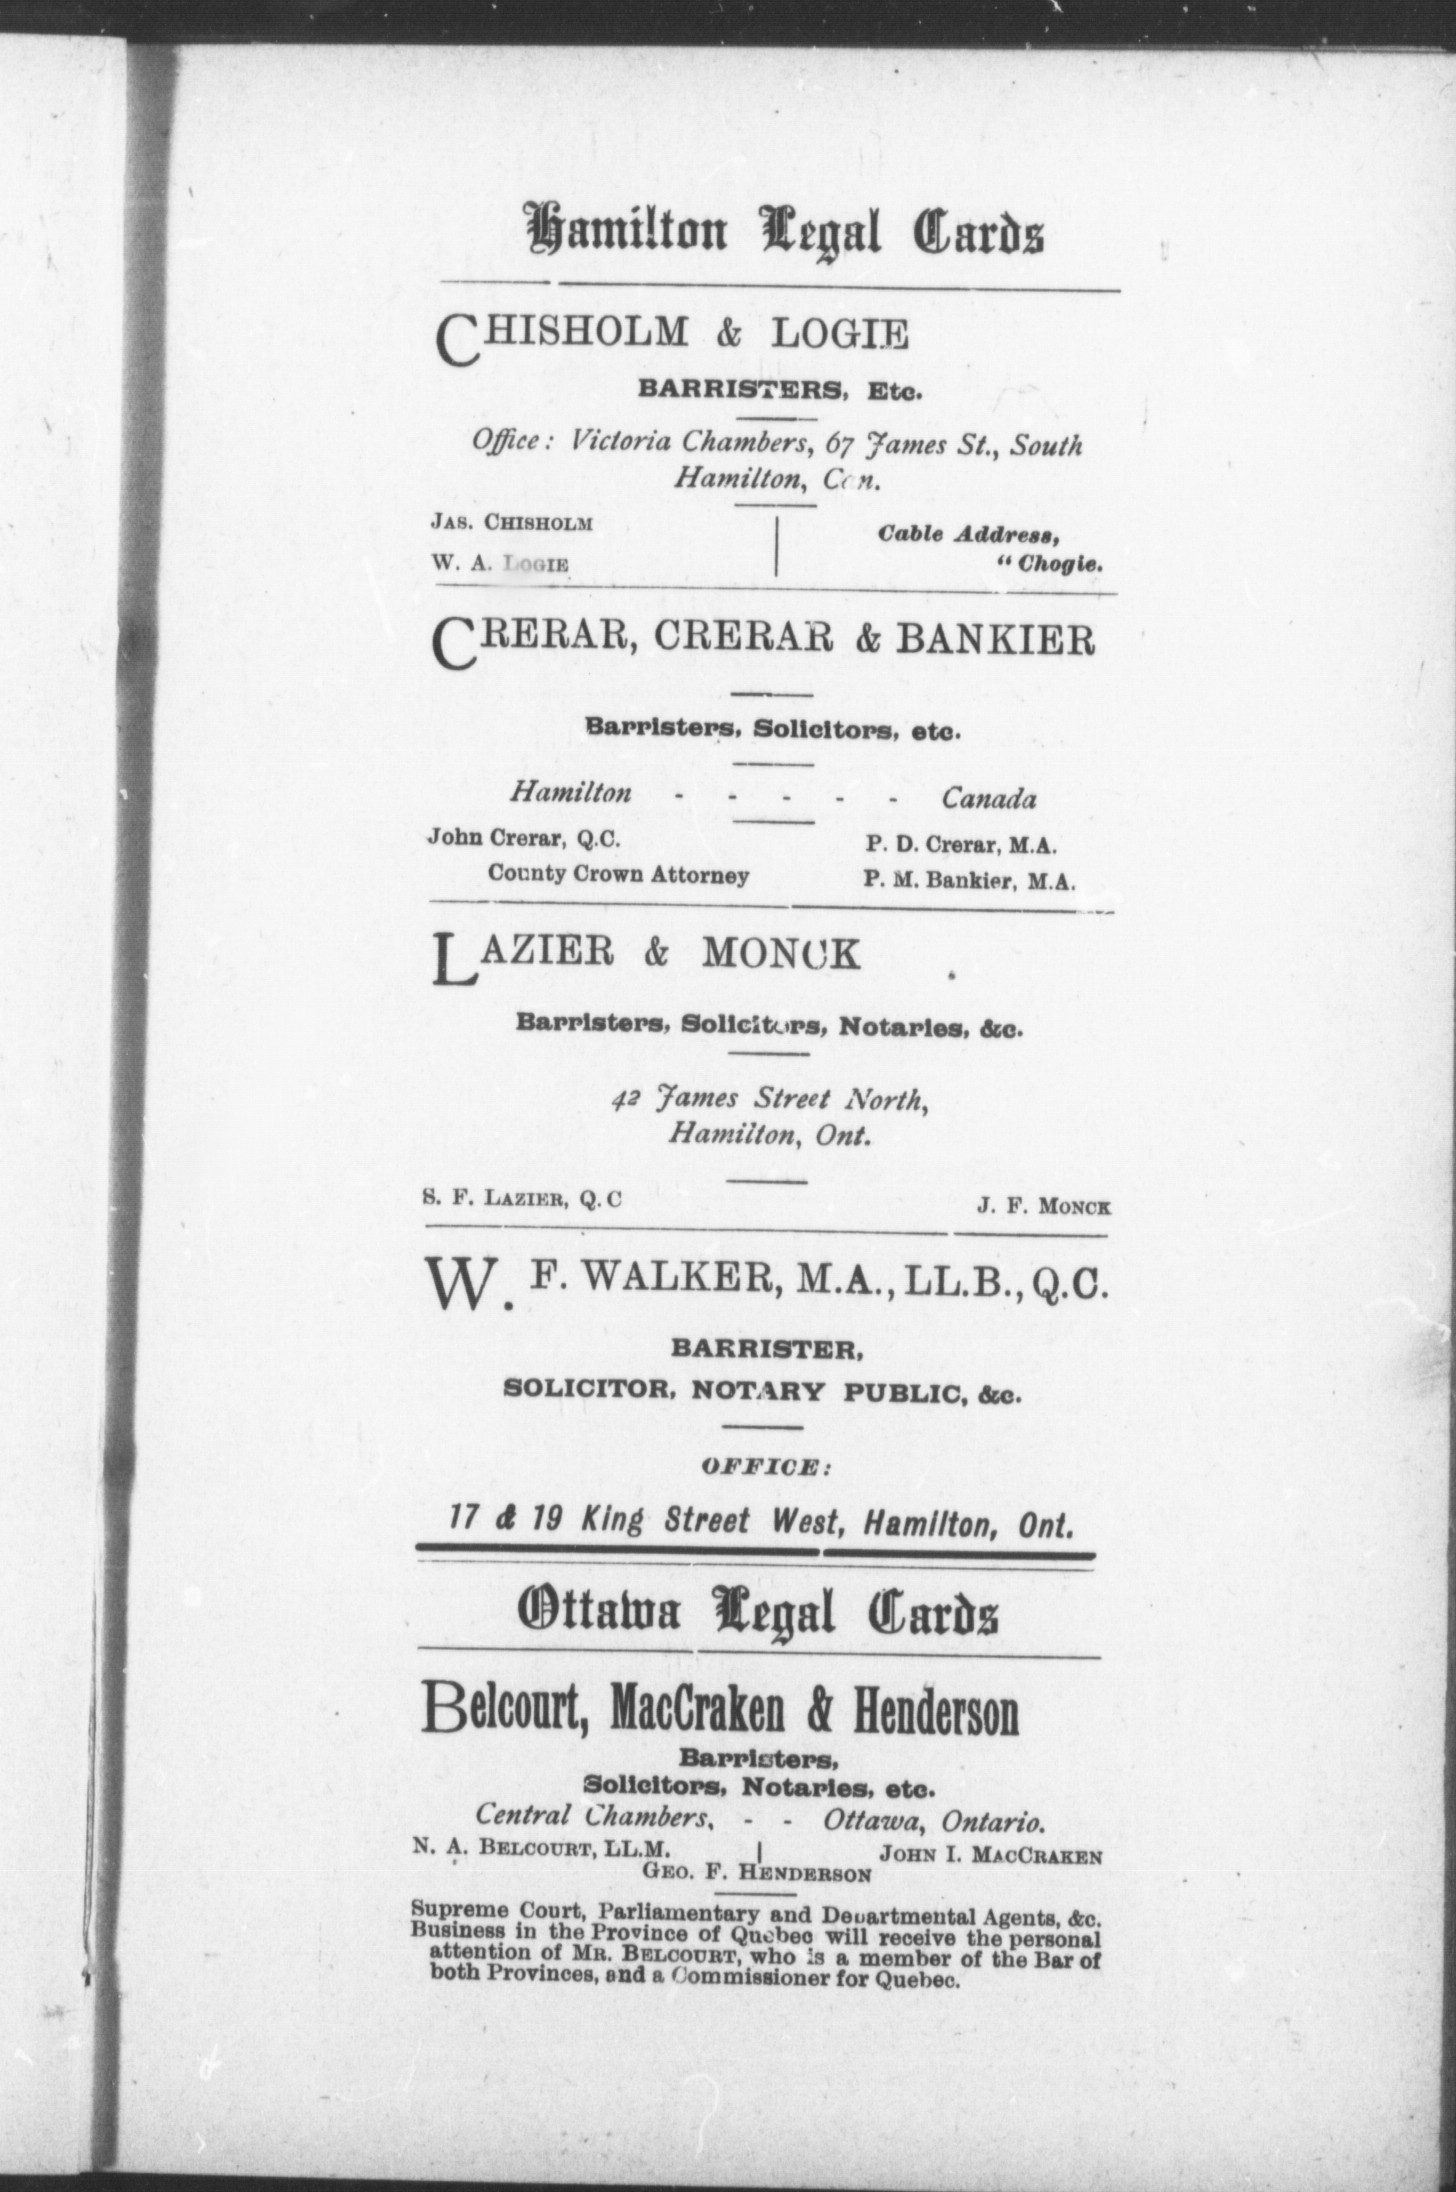 Hamilton Legal Cards
CHISHOLM & LOGIE
BARRISTERS, Etc.
Office: Victoria Chambers, 67 James St., South
Hamilton, Can.
JAS. CHISHOLM
W. A. LOGIE
Cable Address,
"Chogie.
CRERAR, CRERAR & BANKIER
Barristers, Solicitors, etc.
Hamilton - - - - - Canada
John Crerar, Q.C.
County Crown Attorney
P. D. Crerar, M.A.
P. M. Bankier, M.A.
LAZIER & MONCK
Barristers, Solicitors, Notaries, &c.
42 James Street North,
Hamilton, Ont.
S. F. LAZIER, Q.C J. F. MONCK
W. F. WALKER, M.A., LL.B., Q.C.
BARRISTER,
SOLICITOR, NOTARY PUBLIC, &c.
OFFICE:
17 & 19 King Street West, Hamilton, Ont.
Ottawa Legal Cards
Belcourt, MacCraken & Henderson
Barristers,
Solicitors, Notaries, etc.
Central Chambers, - - Ottawa, Ontario.
N. A. BELCOURT, LL.M. | JOHN I. MACCRAKEN
GEO. F. HENDERSON
Supreme Court, Parliamentary and Departmental Agents, &c.
Business in the Province of Quebec will receive the personal
attention of MR. BELCOURT, who is a member of the Bar of
both Provinces, and a Commissioner for Quebec.